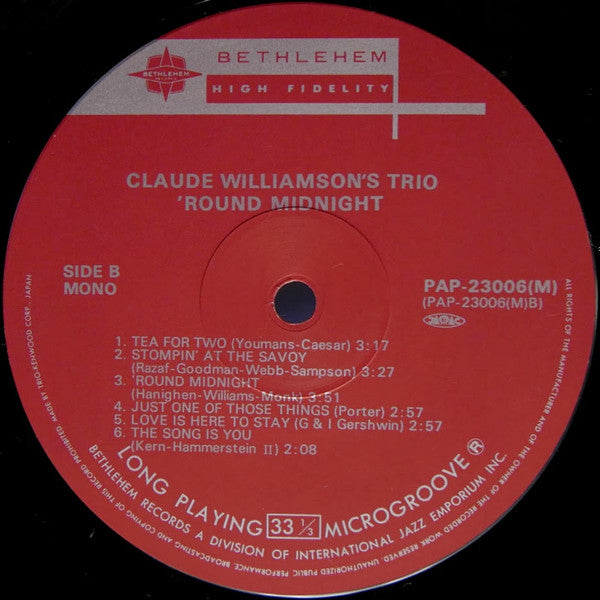 BETHLEHEM
BETHLEHEM
HIGH FIDELITY
CLAUDE WILLIAMSON'S TRIO
'ROUND MIDNIGHT
SIDE B
MONO
PAP-23006(M)
(PAP-23006(M)B)
JASRAC
1. TEA FOR TWO (Youmans-Caesar) 3:17
2. STOMPIN' AT THE SAVOY
(Razaf-Goodman-Webb-Sampson) 3:27
3. 'ROUND MIDNIGHT
(Hanighen-Williams-Monk) 3:51
4. JUST ONE OF THOSE THINGS (Porter) 2:57
5. LOVE IS HERE TO STAY (G & I Gershwin) 2:57
6. THE SONG IS YOU
(Kern-Hammerstein II) 2:08
LONG PLAYING 33 1/3 MICROGROOVE ®
BETHLEHEM RECORDS A DIVISION OF INTERNATIONAL JAZZ EMPORIUM INC.
ALL RIGHTS OF THE MANUFACTURER AND OF THE OWNER OF THE RECORDED WORK RESERVED. UNAUTHORIZED PUBLIC PERFORMANCE, BROADCASTING AND COPYING OF THIS RECORD PROHIBITED. MADE BY TRIO-KENWOOD CORP., JAPAN